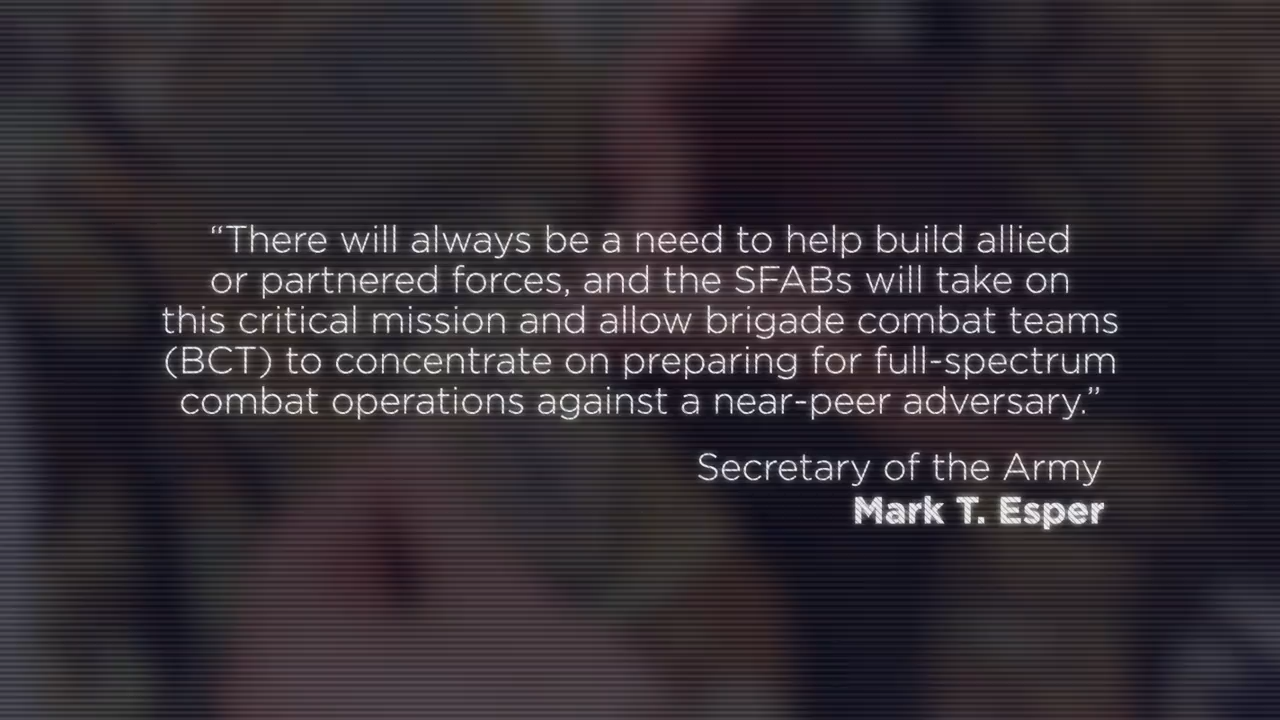 “There will always be a need to help build allied
or partnered forces, and the SFABs will take on
this critical mission and allow brigade combat teams
(BCT) to concentrate on preparing for full-spectrum
combat operations against a near-peer adversary.”
Secretary of the Army
Mark T. Esper